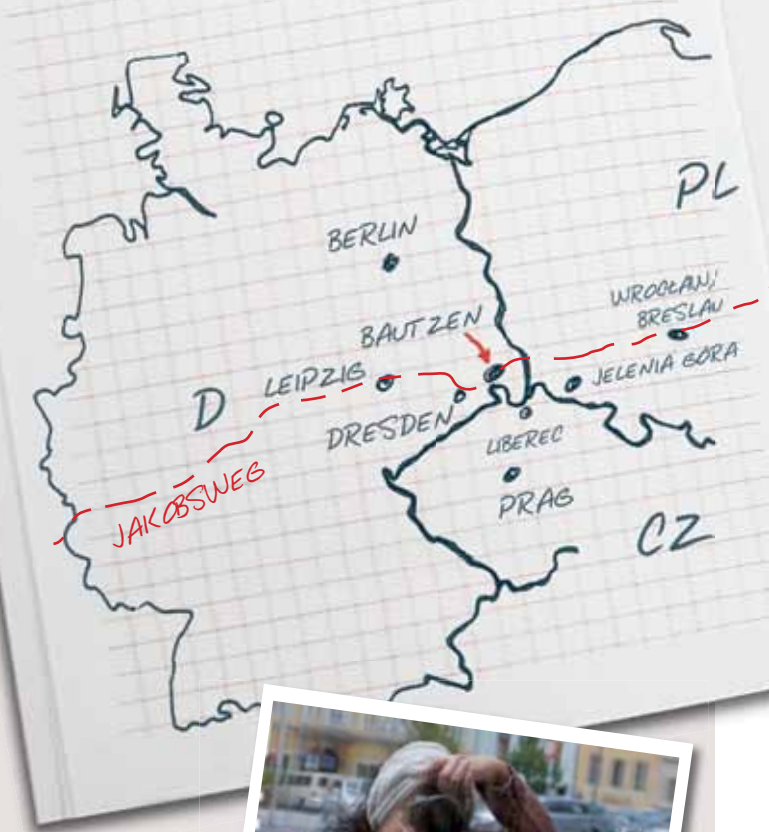 PL
BERLIN
WROCŁAW/
BRESLAU
BAUTZEN
JELENIA GÓRA
LEIPZIG
D
DRESDEN
LIBEREC
JAKOBSWEG
PRAG
CZ